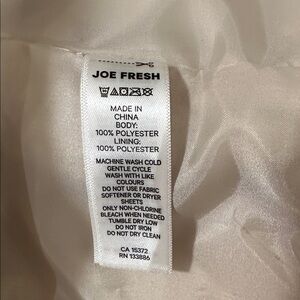 JOE FRESH
MADE IN
CHINA
BODY:
100% POLYESTER
LINING:
100% POLYESTER
MACHINE WASH COLD
GENTLE CYCLE
WASH WITH LIKE
COLOURS
DO NOT USE FABRIC
SOFTENER OR DRYER
SHEETS
ONLY NON-CHLORINE
BLEACH WHEN NEEDED
TUMBLE DRY LOW
DO NOT IRON
DO NOT DRY CLEAN
CA 15372
RN 133886